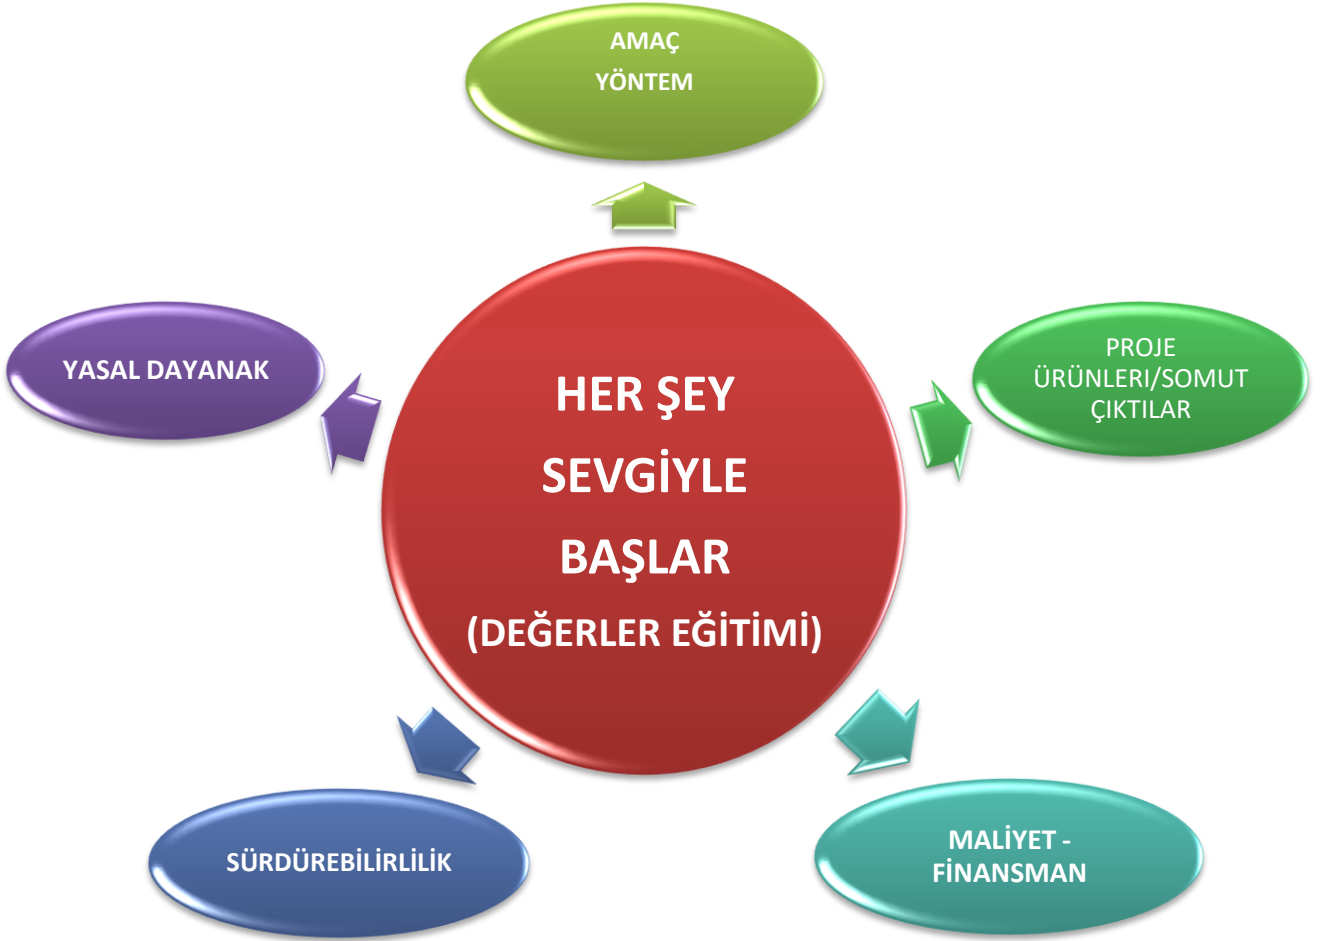 AMAÇ
YÖNTEM
YASAL DAYANAK
PROJE
ÜRÜNLERI/SOMUT
ÇIKTILAR
HER ŞEY
SEVGİYLE
BAŞLAR
(DEĞERLER EĞİTİMİ)
SÜRDÜREBİLİRLİLİK
MALİYET -
FİNANSMAN